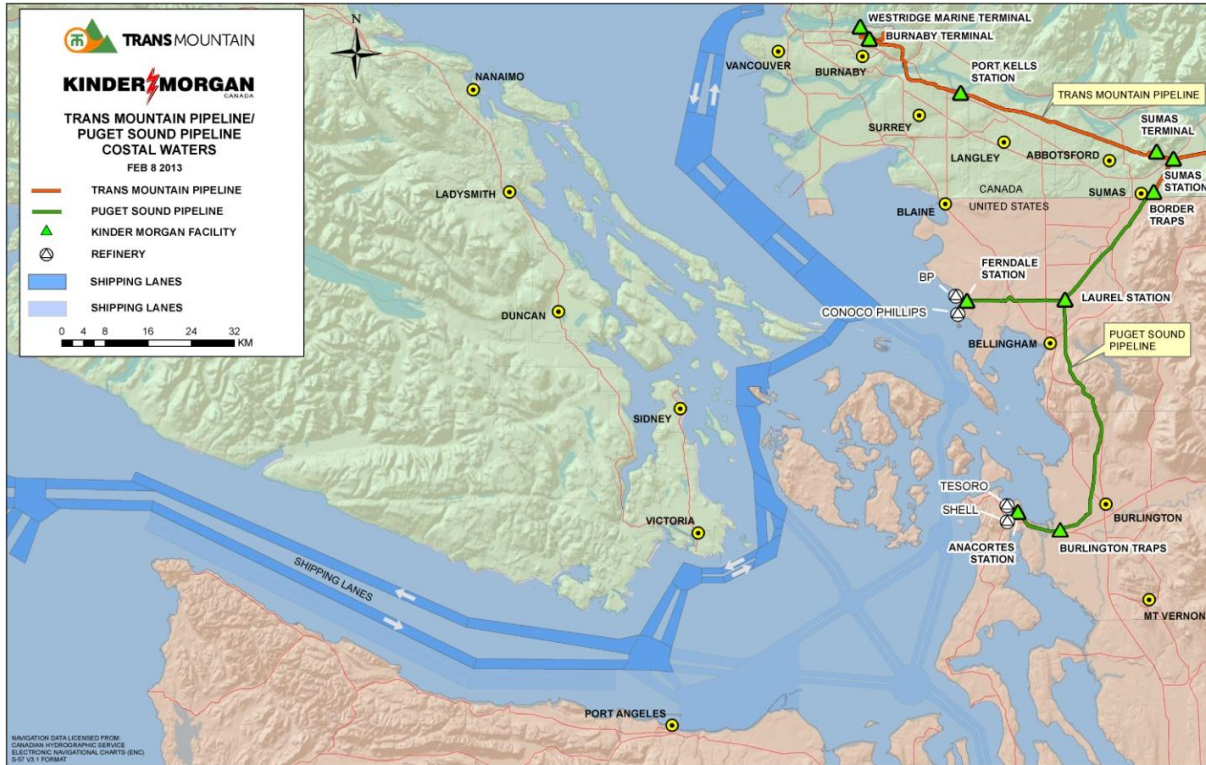 TRANS MOUNTAIN
KINDER MORGAN
CANADA
TRANS MOUNTAIN PIPELINE/
PUGET SOUND PIPELINE
COSTAL WATERS
FEB 8 2013
TRANS MOUNTAIN PIPELINE
PUGET SOUND PIPELINE
KINDER MORGAN FACILITY
REFINERY
SHIPPING LANES
SHIPPING LANES
0 4 8 16 24 32
KM
N
WESTRIDGE MARINE TERMINAL
BURNABY TERMINAL
VANCOUVER
BURNABY
PORT KELLS
STATION
NANAIMO
TRANS MOUNTAIN PIPELINE
SURREY
SUMAS
TERMINAL
LANGLEY
ABBOTSFORD
SUMAS
STATION
LADYSMITH
CANADA
SUMAS
UNITED STATES
BLAINE
BORDER
TRAPS
FERNDALE
STATION
BP
LAUREL STATION
CONOCO PHILLIPS
DUNCAN
BELLINGHAM
PUGET SOUND
PIPELINE
SIDNEY
TESORO
SHELL
BURLINGTON
VICTORIA
ANACORTES
STATION
BURLINGTON TRAPS
SHIPPING LANES
MT VERNON
PORT ANGELES
NAVIGATION DATA LICENSED FROM:
CANADIAN HYDROGRAPHIC SERVICE
ELECTRONIC NAVIGATIONAL CHARTS (ENC)
S-57 V3.1 FORMAT